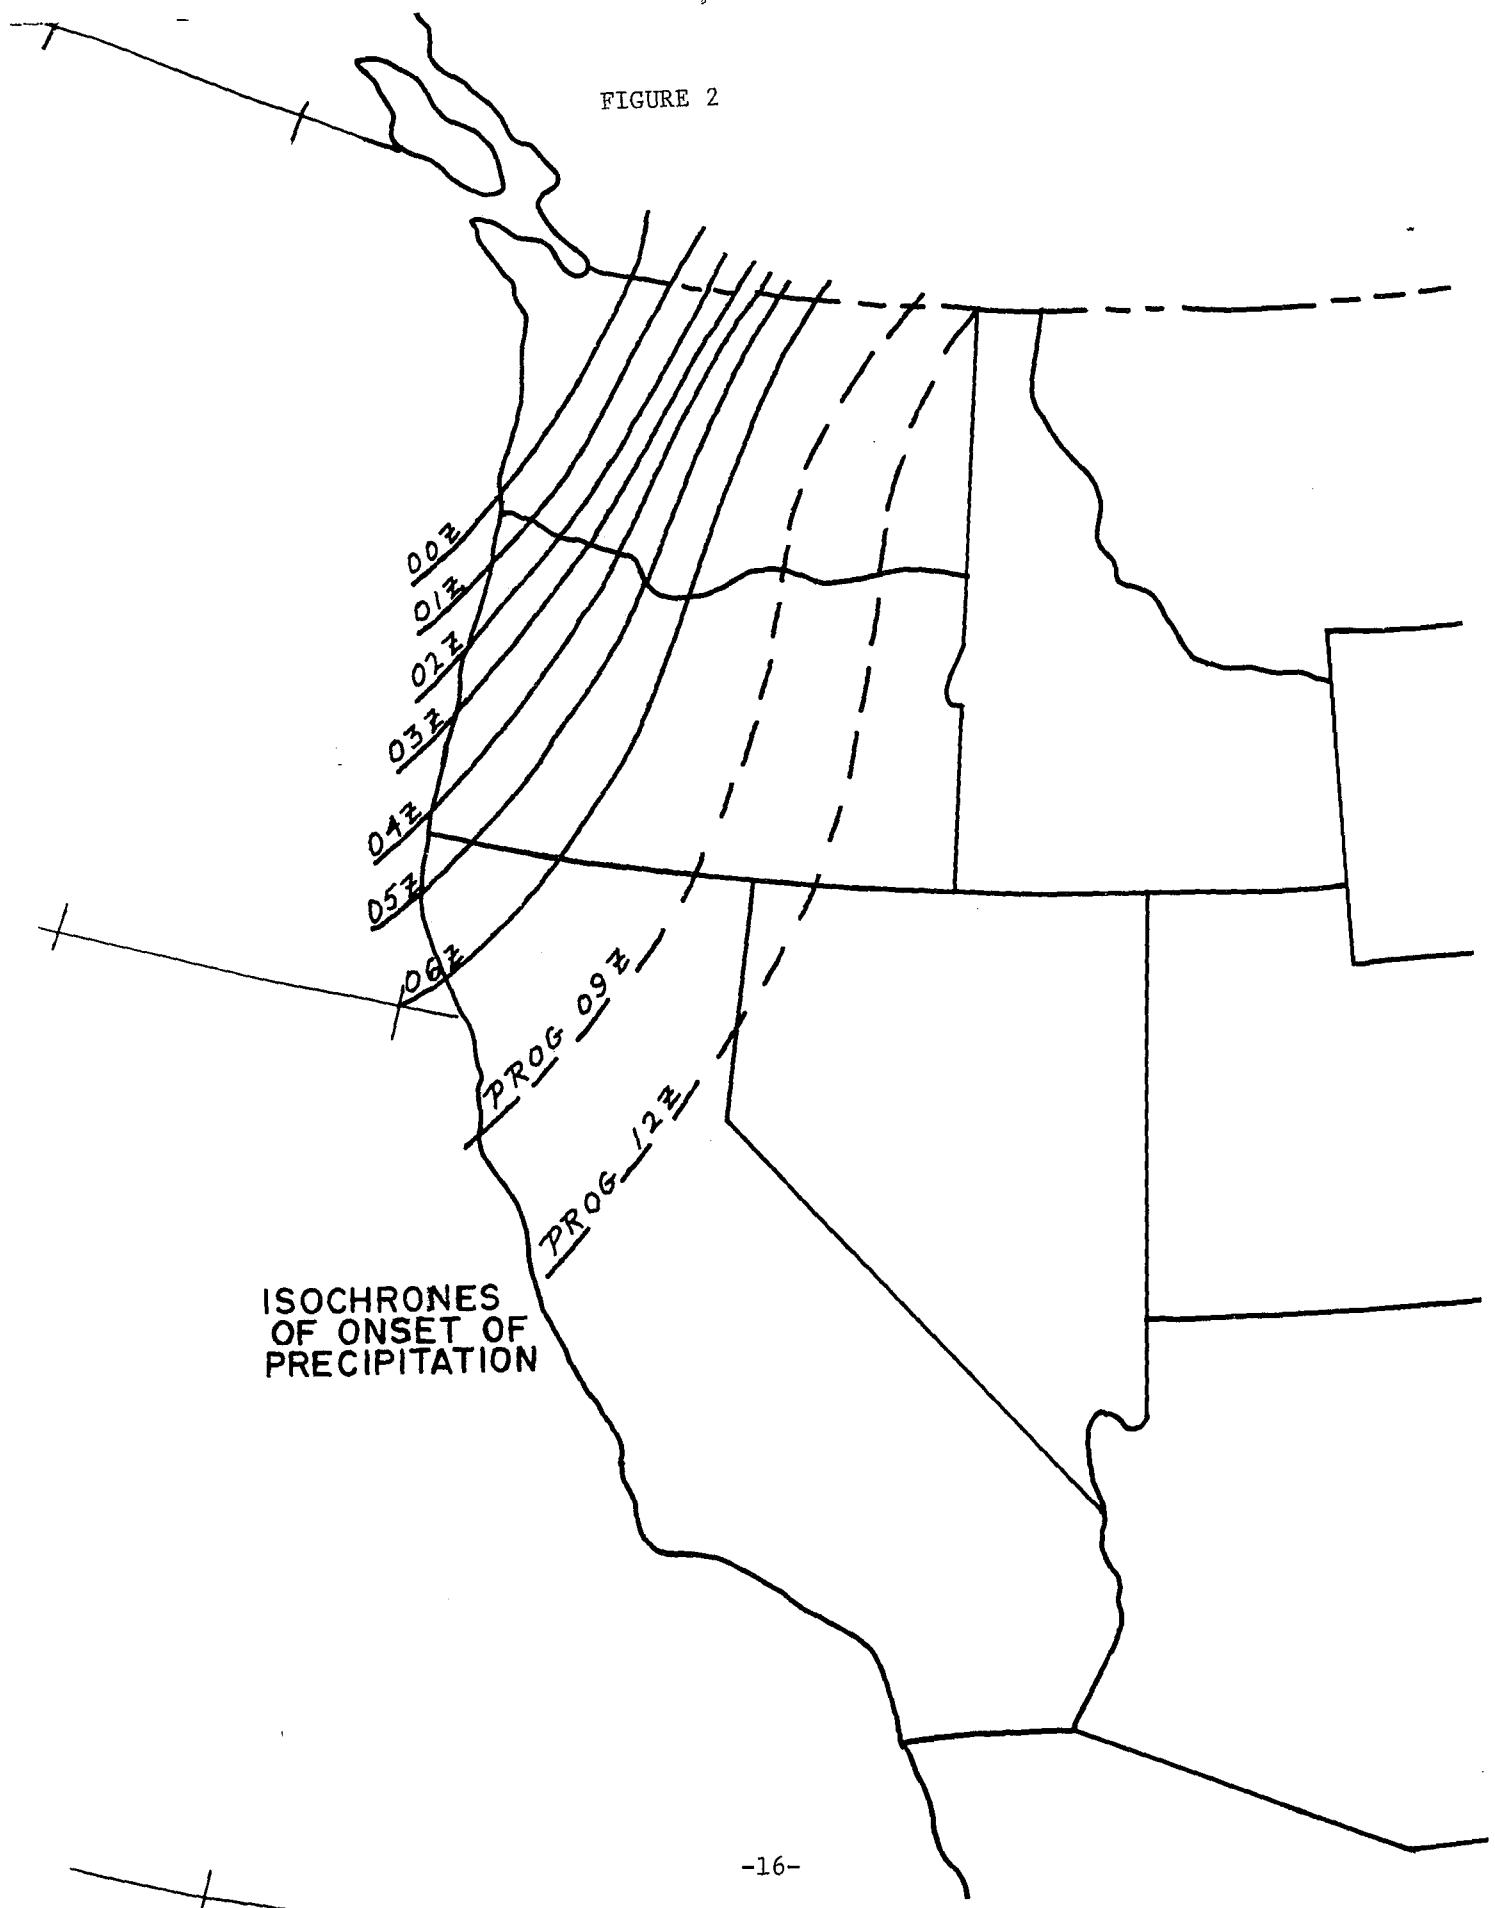 FIGURE 2
00Z
01Z
02Z
03Z
04Z
05Z
06Z
PROG 09Z
PROG 12Z
ISOCHRONES
OF ONSET OF
PRECIPITATION
-16-